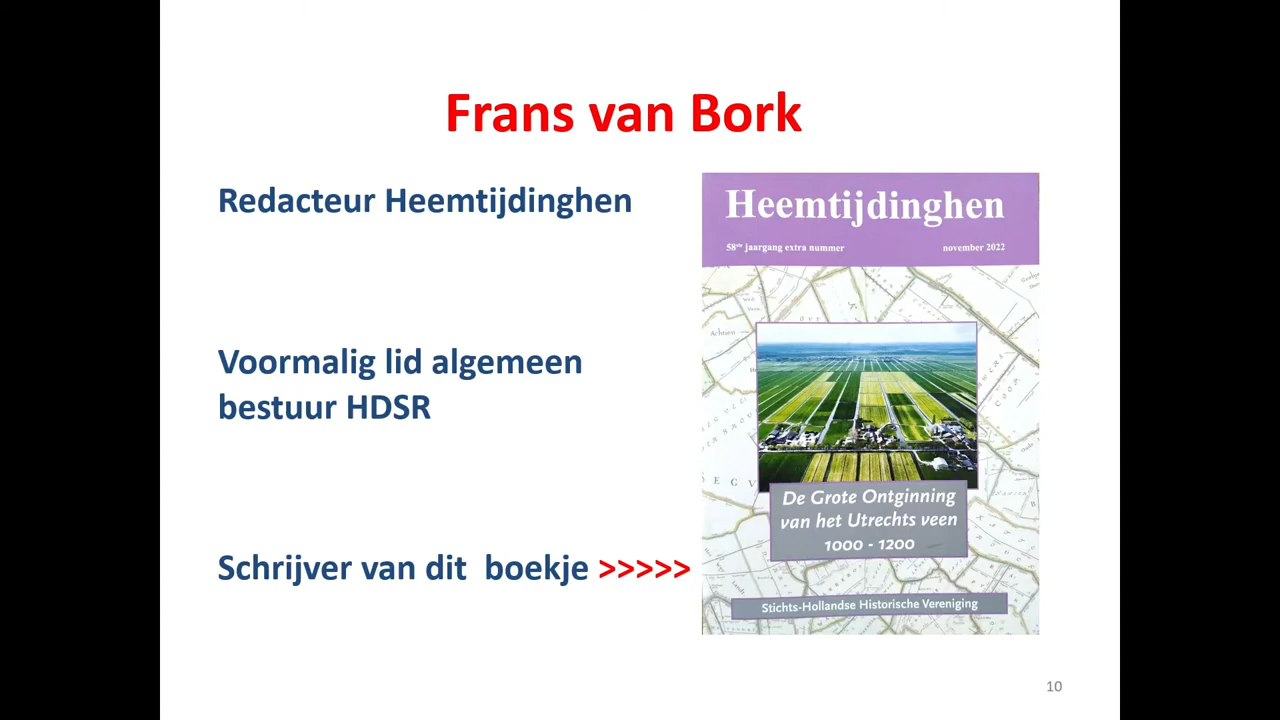 Frans van Bork
Redacteur Heemtijdinghen
Voormalig lid algemeen
bestuur HDSR
Schrijver van dit boekje >>>>>
Heemtijdinghen
58ste jaargang extra nummer november 2022
De Grote Ontginning
van het Utrechts veen
1000 - 1200
Stichts-Hollandse Historische Vereniging
10